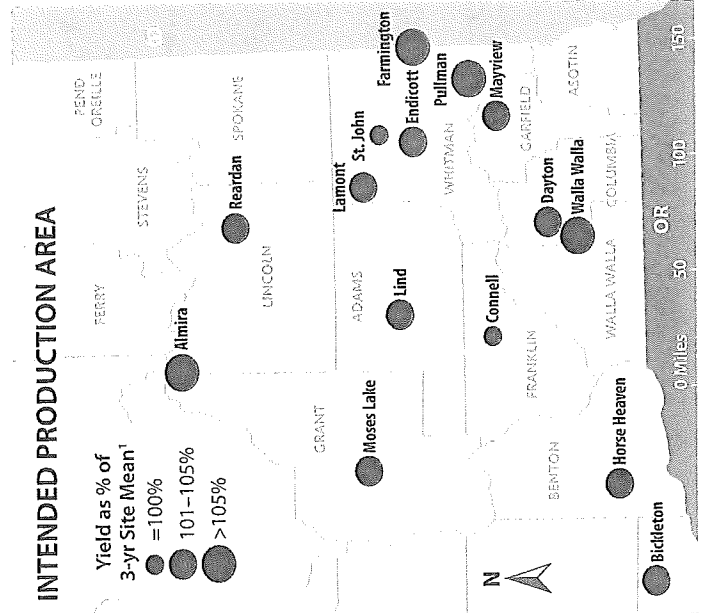 INTENDED PRODUCTION AREA
Yield as % of
3-yr Site Mean¹
=100%
101–105%
>105%
N
FERRY
STEVENS
PEND
OREILLE
Almira
Reardan
LINCOLN
SPOKANE
GRANT
Moses Lake
ADAMS
Lind
Lamont
St. John
Endicott
Farmington
WHITMAN
Pullman
Mayview
Connell
FRANKLIN
Dayton
Walla Walla
GARFIELD
ASOTIN
COLUMBIA
WALLA WALLA
BENTON
Horse Heaven
Bickleton
OR
0 Miles
50
100
150